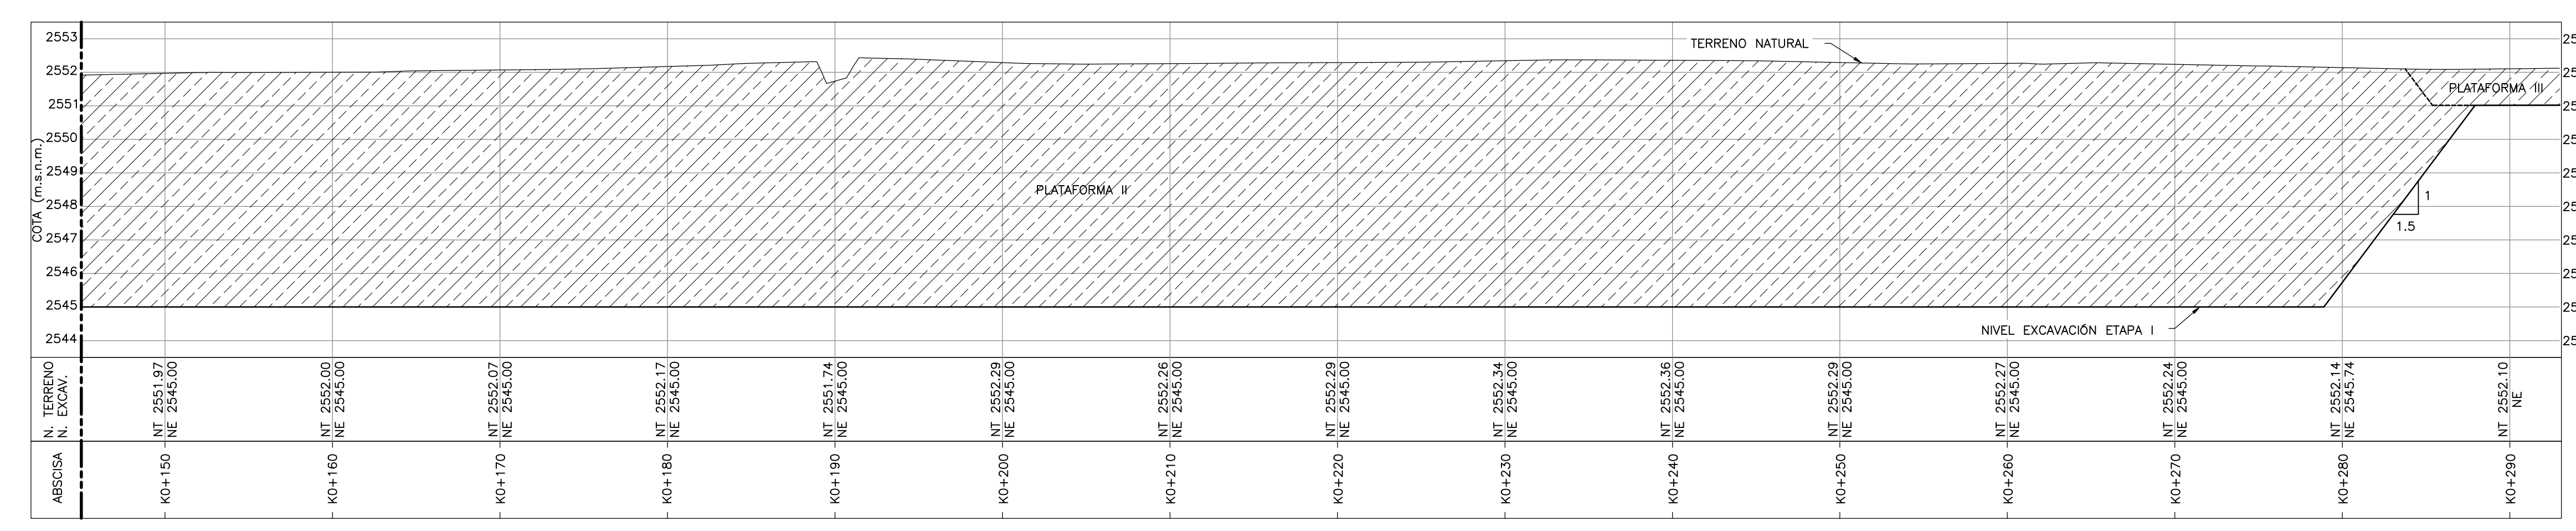 COTA (m.s.n.m.)
2553
2552
2551
2550
2549
2548
2547
2546
2545
2544
TERRENO NATURAL
PLATAFORMA III
PLATAFORMA II
1
1.5
NIVEL EXCAVACIÓN ETAPA I
N. TERRENO
N. EXCAV.
NT 2551.97
NE 2545.00
NT 2552.00
NE 2545.00
NT 2552.07
NE 2545.00
NT 2552.17
NE 2545.00
NT 2551.74
NE 2545.00
NT 2552.29
NE 2545.00
NT 2552.26
NE 2545.00
NT 2552.29
NE 2545.00
NT 2552.34
NE 2545.00
NT 2552.36
NE 2545.00
NT 2552.29
NE 2545.00
NT 2552.27
NE 2545.00
NT 2552.24
NE 2545.00
NT 2552.14
NE 2545.74
NT 2552.10
NE
ABSCISA
K0+150
K0+160
K0+170
K0+180
K0+190
K0+200
K0+210
K0+220
K0+230
K0+240
K0+250
K0+260
K0+270
K0+280
K0+290